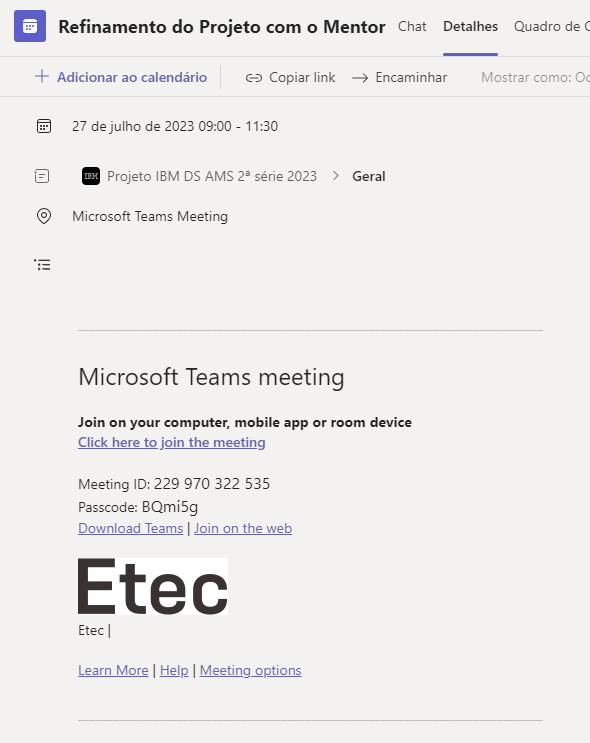 Refinamento do Projeto com o Mentor Chat Detalhes Quadro de
Adicionar ao calendário Copiar link Encaminhar Mostrar como:
27 de julho de 2023 09:00 - 11:30
IBM Projeto IBM DS AMS 2ª série 2023 > Geral
Microsoft Teams Meeting
Microsoft Teams meeting
Join on your computer, mobile app or room device
Click here to join the meeting
Meeting ID: 229 970 322 535
Passcode: BQmi5g
Download Teams | Join on the web
Etec
Etec |
Learn More | Help | Meeting options